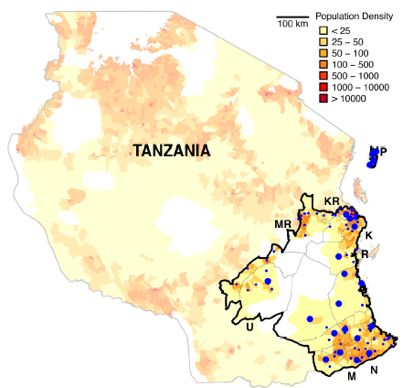 Population Density
100 km
< 25
25 – 50
50 – 100
100 – 500
500 – 1000
1000 – 10000
> 10000
TANZANIA
P
KR
MR
K
R
U
M
N